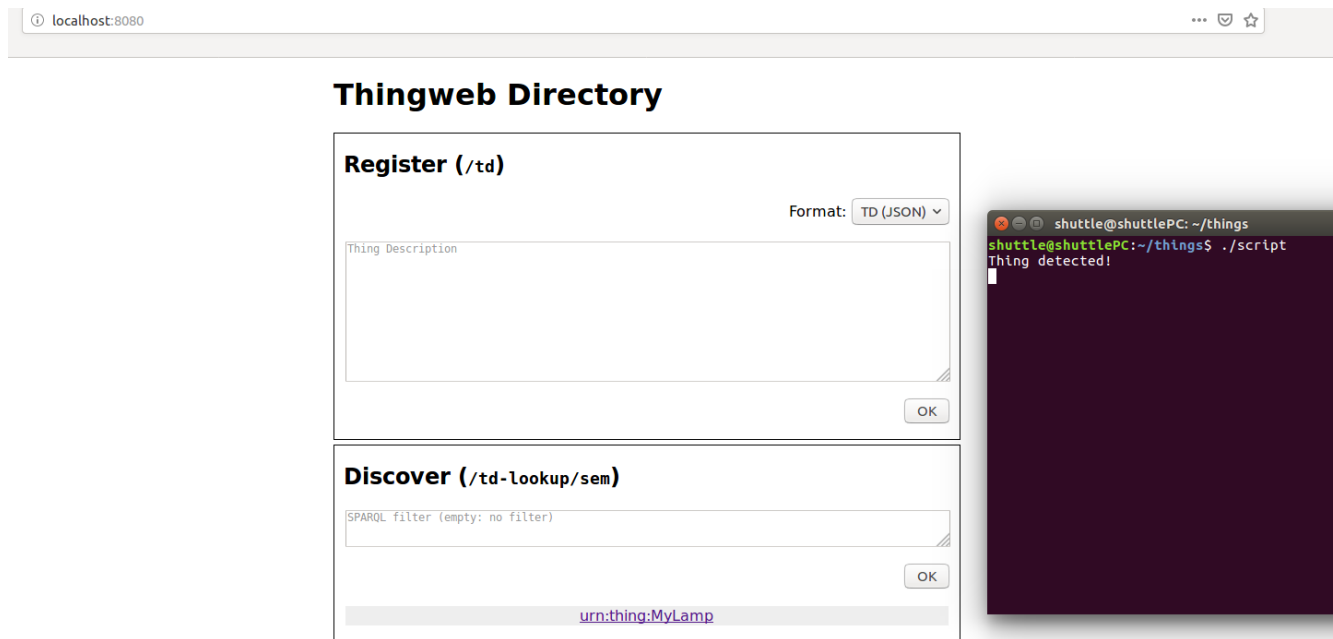 localhost:8080
Thingweb Directory
Register (/td)
Format: TD (JSON)
Thing Description
OK
Discover (/td-lookup/sem)
SPARQL filter (empty: no filter)
OK
urn:thing:MyLamp
shuttle@shuttlePC: ~/things
shuttle@shuttlePC:~/things$ ./script
Thing detected!